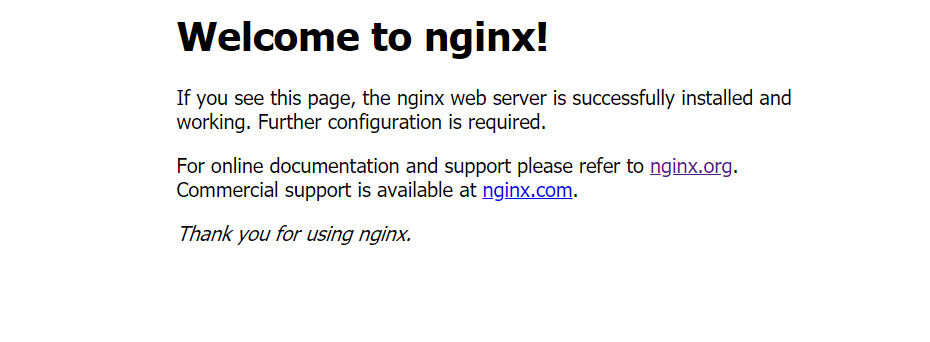 Welcome to nginx!
If you see this page, the nginx web server is successfully installed and
working. Further configuration is required.
For online documentation and support please refer to nginx.org.
Commercial support is available at nginx.com.
Thank you for using nginx.